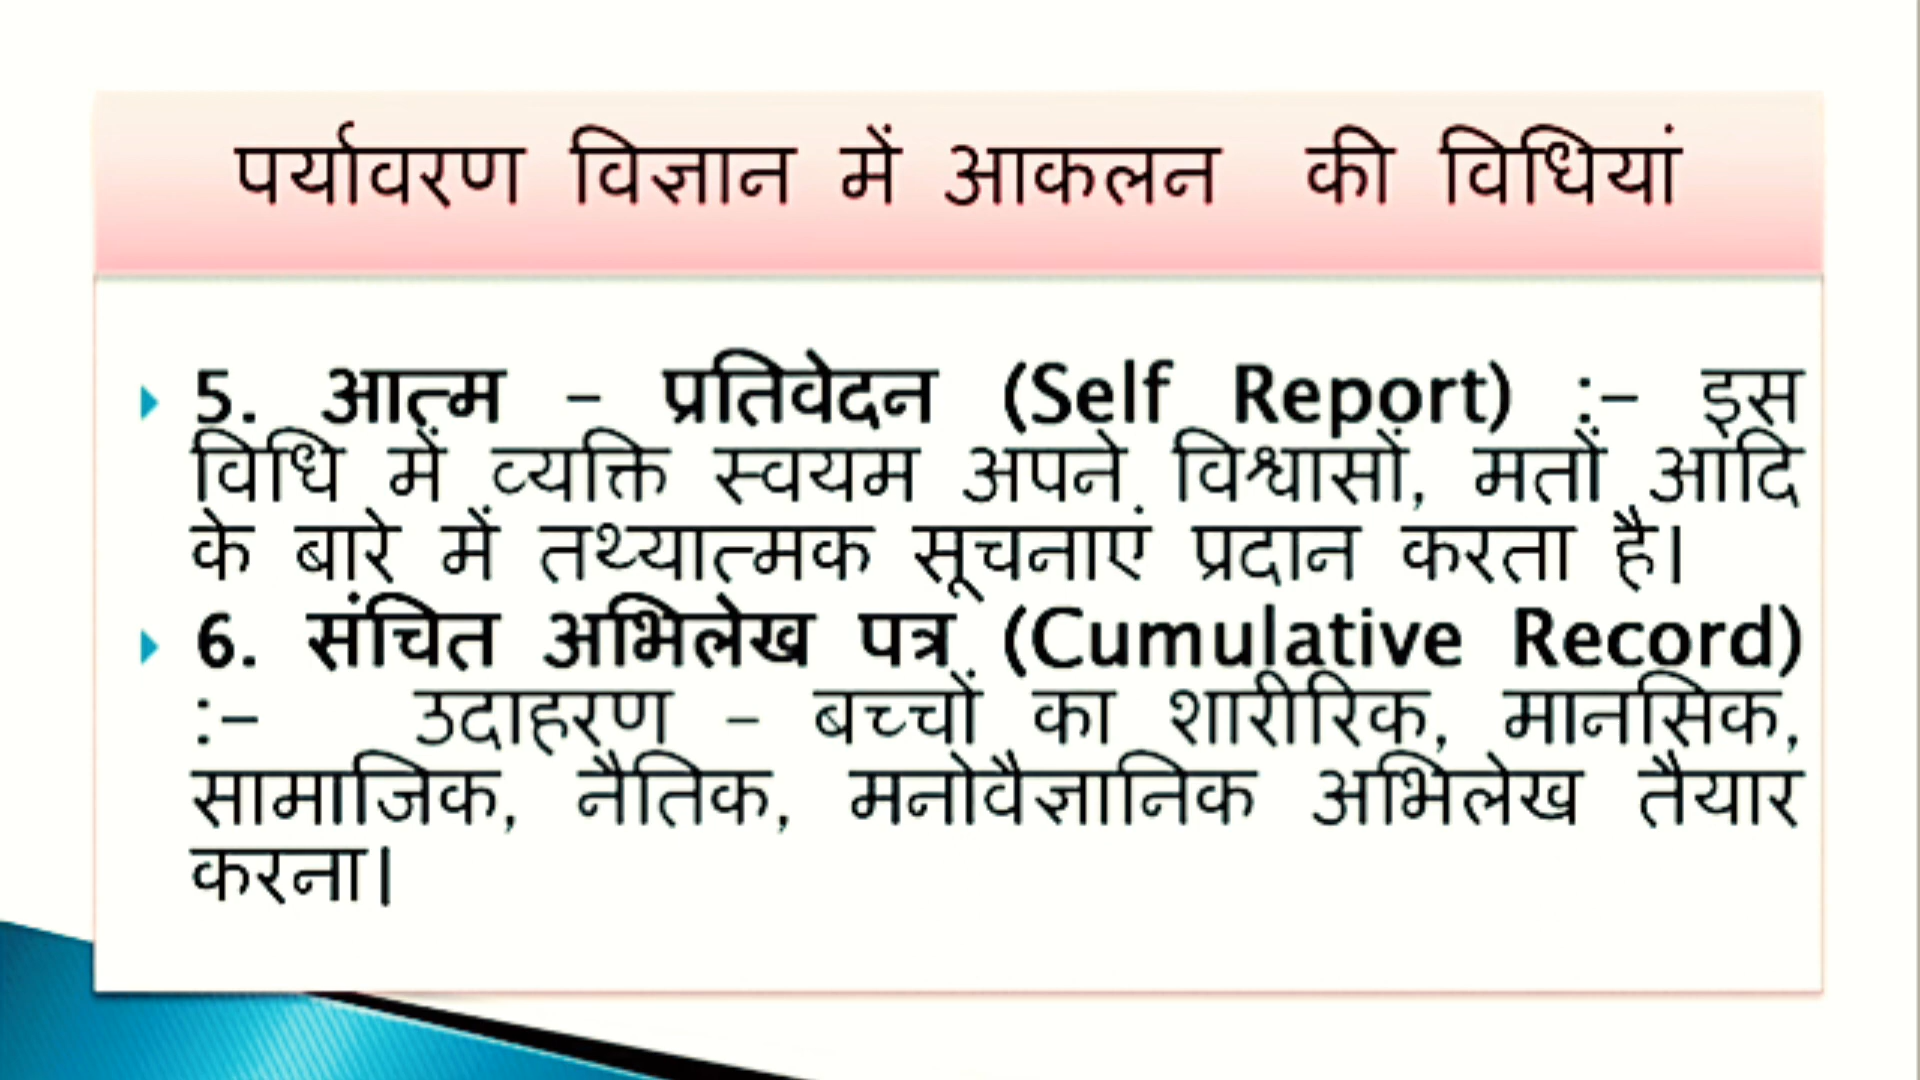 पर्यावरण विज्ञान में आकलन की विधियां
5. आत्म – प्रतिवेदन (Self Report) :– इस
विधि में व्यक्ति स्वयम अपने विश्वासों, मतों आदि
के बारे में तथ्यात्मक सूचनाएं प्रदान करता है।
6. संचित अभिलेख पत्र (Cumulative Record)
:– उदाहरण – बच्चों का शारीरिक, मानसिक,
सामाजिक, नैतिक, मनोवैज्ञानिक अभिलेख तैयार
करना।